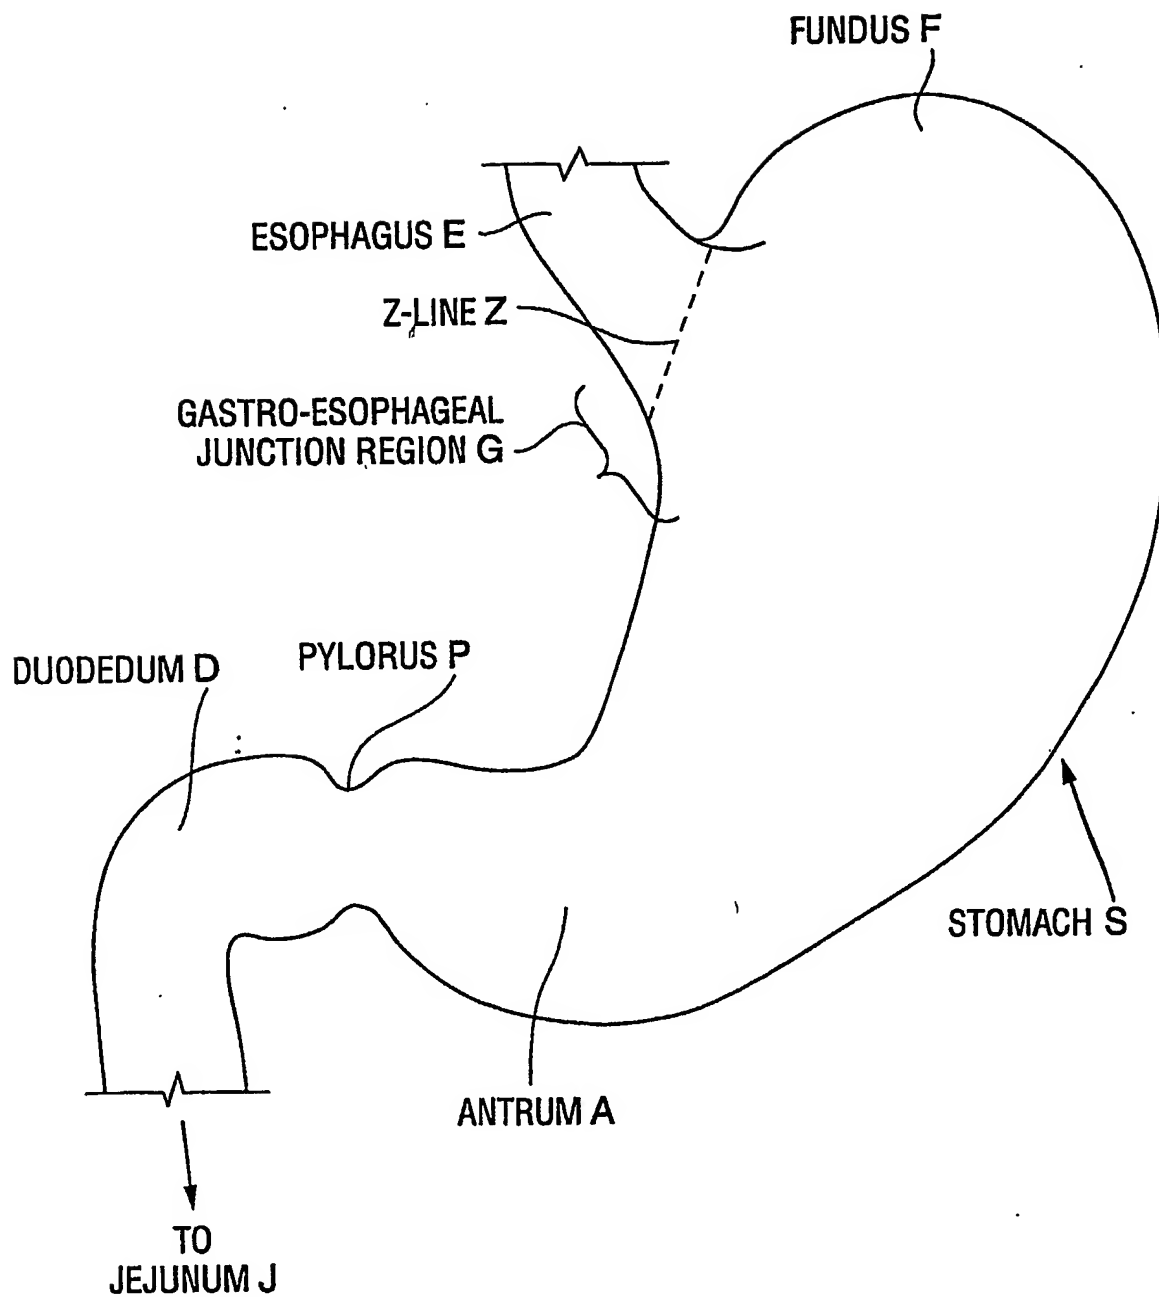 FUNDUS F
ESOPHAGUS E
Z-LINE Z
GASTRO-ESOPHAGEAL
JUNCTION REGION G
DUODEDUM D
PYLORUS P
STOMACH S
ANTRUM A
TO
JEJUNUM J